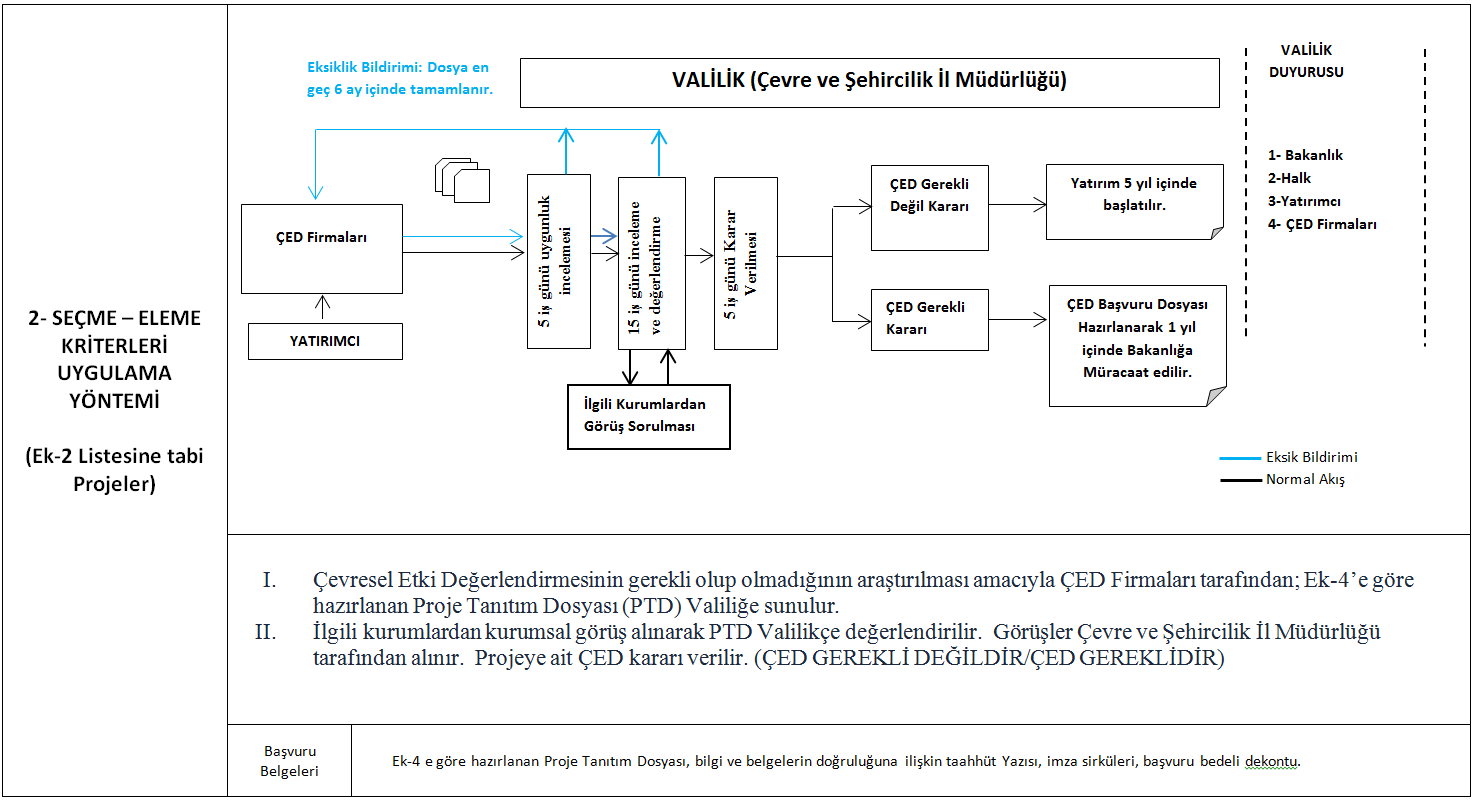 2- SEÇME – ELEME
KRİTERLERİ
UYGULAMA
YÖNTEMİ
(Ek-2 Listesine tabi
Projeler)
Eksiklik Bildirimi: Dosya en
geç 6 ay içinde tamamlanır.
VALİLİK (Çevre ve Şehircilik İl Müdürlüğü)
VALİLİK
DUYURUSU
1- Bakanlık
2-Halk
3-Yatırımcı
4- ÇED Firmaları
ÇED Firmaları
YATIRIMCI
5 iş günü uygunluk
incelemesi
15 iş günü inceleme
ve değerlendirme
5 iş günü Karar
Verilmesi
İlgili Kurumlardan
Görüş Sorulması
ÇED Gerekli
Değil Kararı
Yatırım 5 yıl içinde
başlatılır.
ÇED Gerekli
Kararı
ÇED Başvuru Dosyası
Hazırlanarak 1 yıl
içinde Bakanlığa
Müracaat edilir.
Eksik Bildirimi
Normal Akış
I. Çevresel Etki Değerlendirmesinin gerekli olup olmadığının araştırılması amacıyla ÇED Firmaları tarafından; Ek-4’e göre
hazırlanan Proje Tanıtım Dosyası (PTD) Valiliğe sunulur.
II. İlgili kurumlardan kurumsal görüş alınarak PTD Valilikçe değerlendirilir. Görüşler Çevre ve Şehircilik İl Müdürlüğü
tarafından alınır. Projeye ait ÇED kararı verilir. (ÇED GEREKLİ DEĞİLDİR/ÇED GEREKLİDİR)
Başvuru
Belgeleri
Ek-4 e göre hazırlanan Proje Tanıtım Dosyası, bilgi ve belgelerin doğruluğuna ilişkin taahhüt Yazısı, imza sirküleri, başvuru bedeli dekontu.